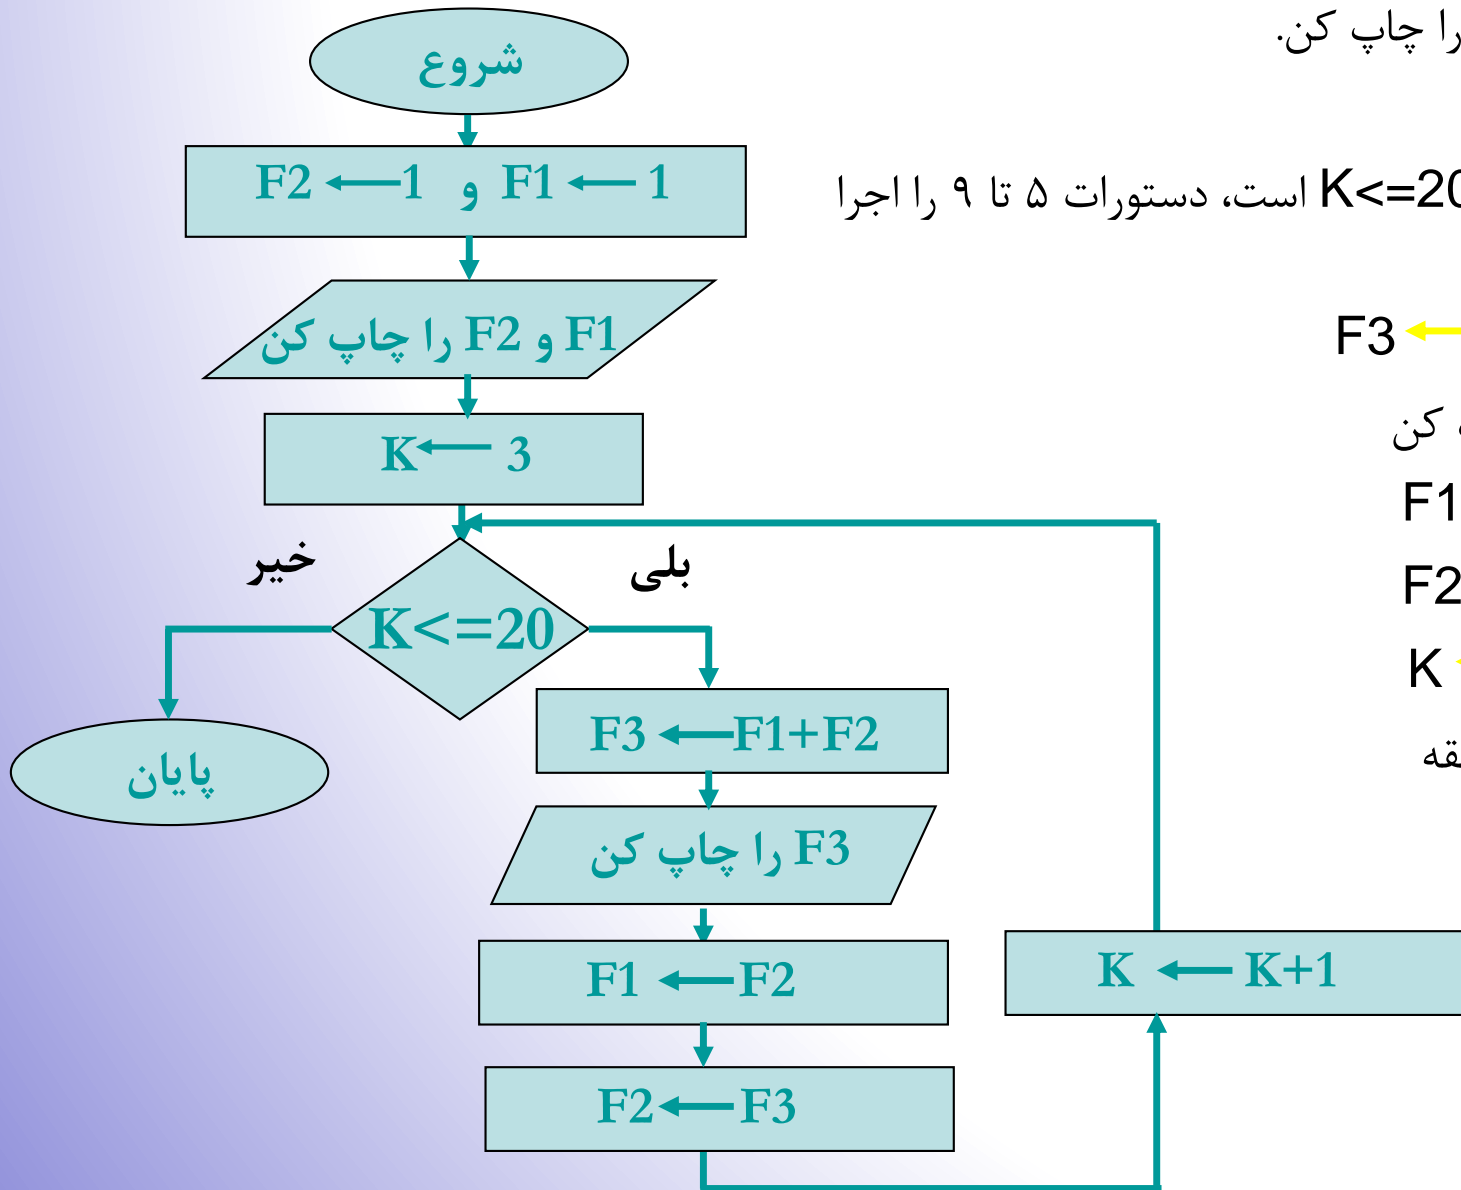 شروع
F1 ← 1 و F2 ← 1
F1 و F2 را چاپ کن
K ← 3
K<=20
خیر
بلی
پایان
F3 ← F1+F2
F3 را چاپ کن
F1 ← F2
F2 ← F3
K ← K+1
را چاپ کن.
K<=20 است، دستورات ۵ تا ۹ را اجرا
F3 ←
کن
F1
F2
K